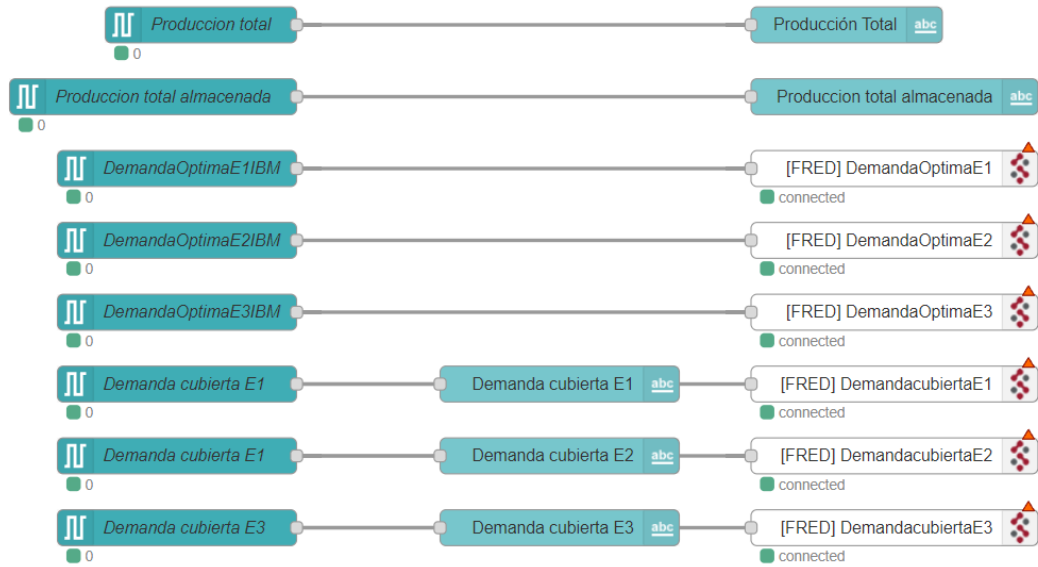 Produccion total Producción Total abc
0
Produccion total almacenada Produccion total almacenada abc
0
DemandaOptimaE1IBM [FRED] DemandaOptimaE1
0 connected
DemandaOptimaE2IBM [FRED] DemandaOptimaE2
0 connected
DemandaOptimaE3IBM [FRED] DemandaOptimaE3
0 connected
Demanda cubierta E1 Demanda cubierta E1 abc [FRED] DemandacubiertaE1
0 connected
Demanda cubierta E1 Demanda cubierta E2 abc [FRED] DemandacubiertaE2
0 connected
Demanda cubierta E3 Demanda cubierta E3 abc [FRED] DemandacubiertaE3
0 connected